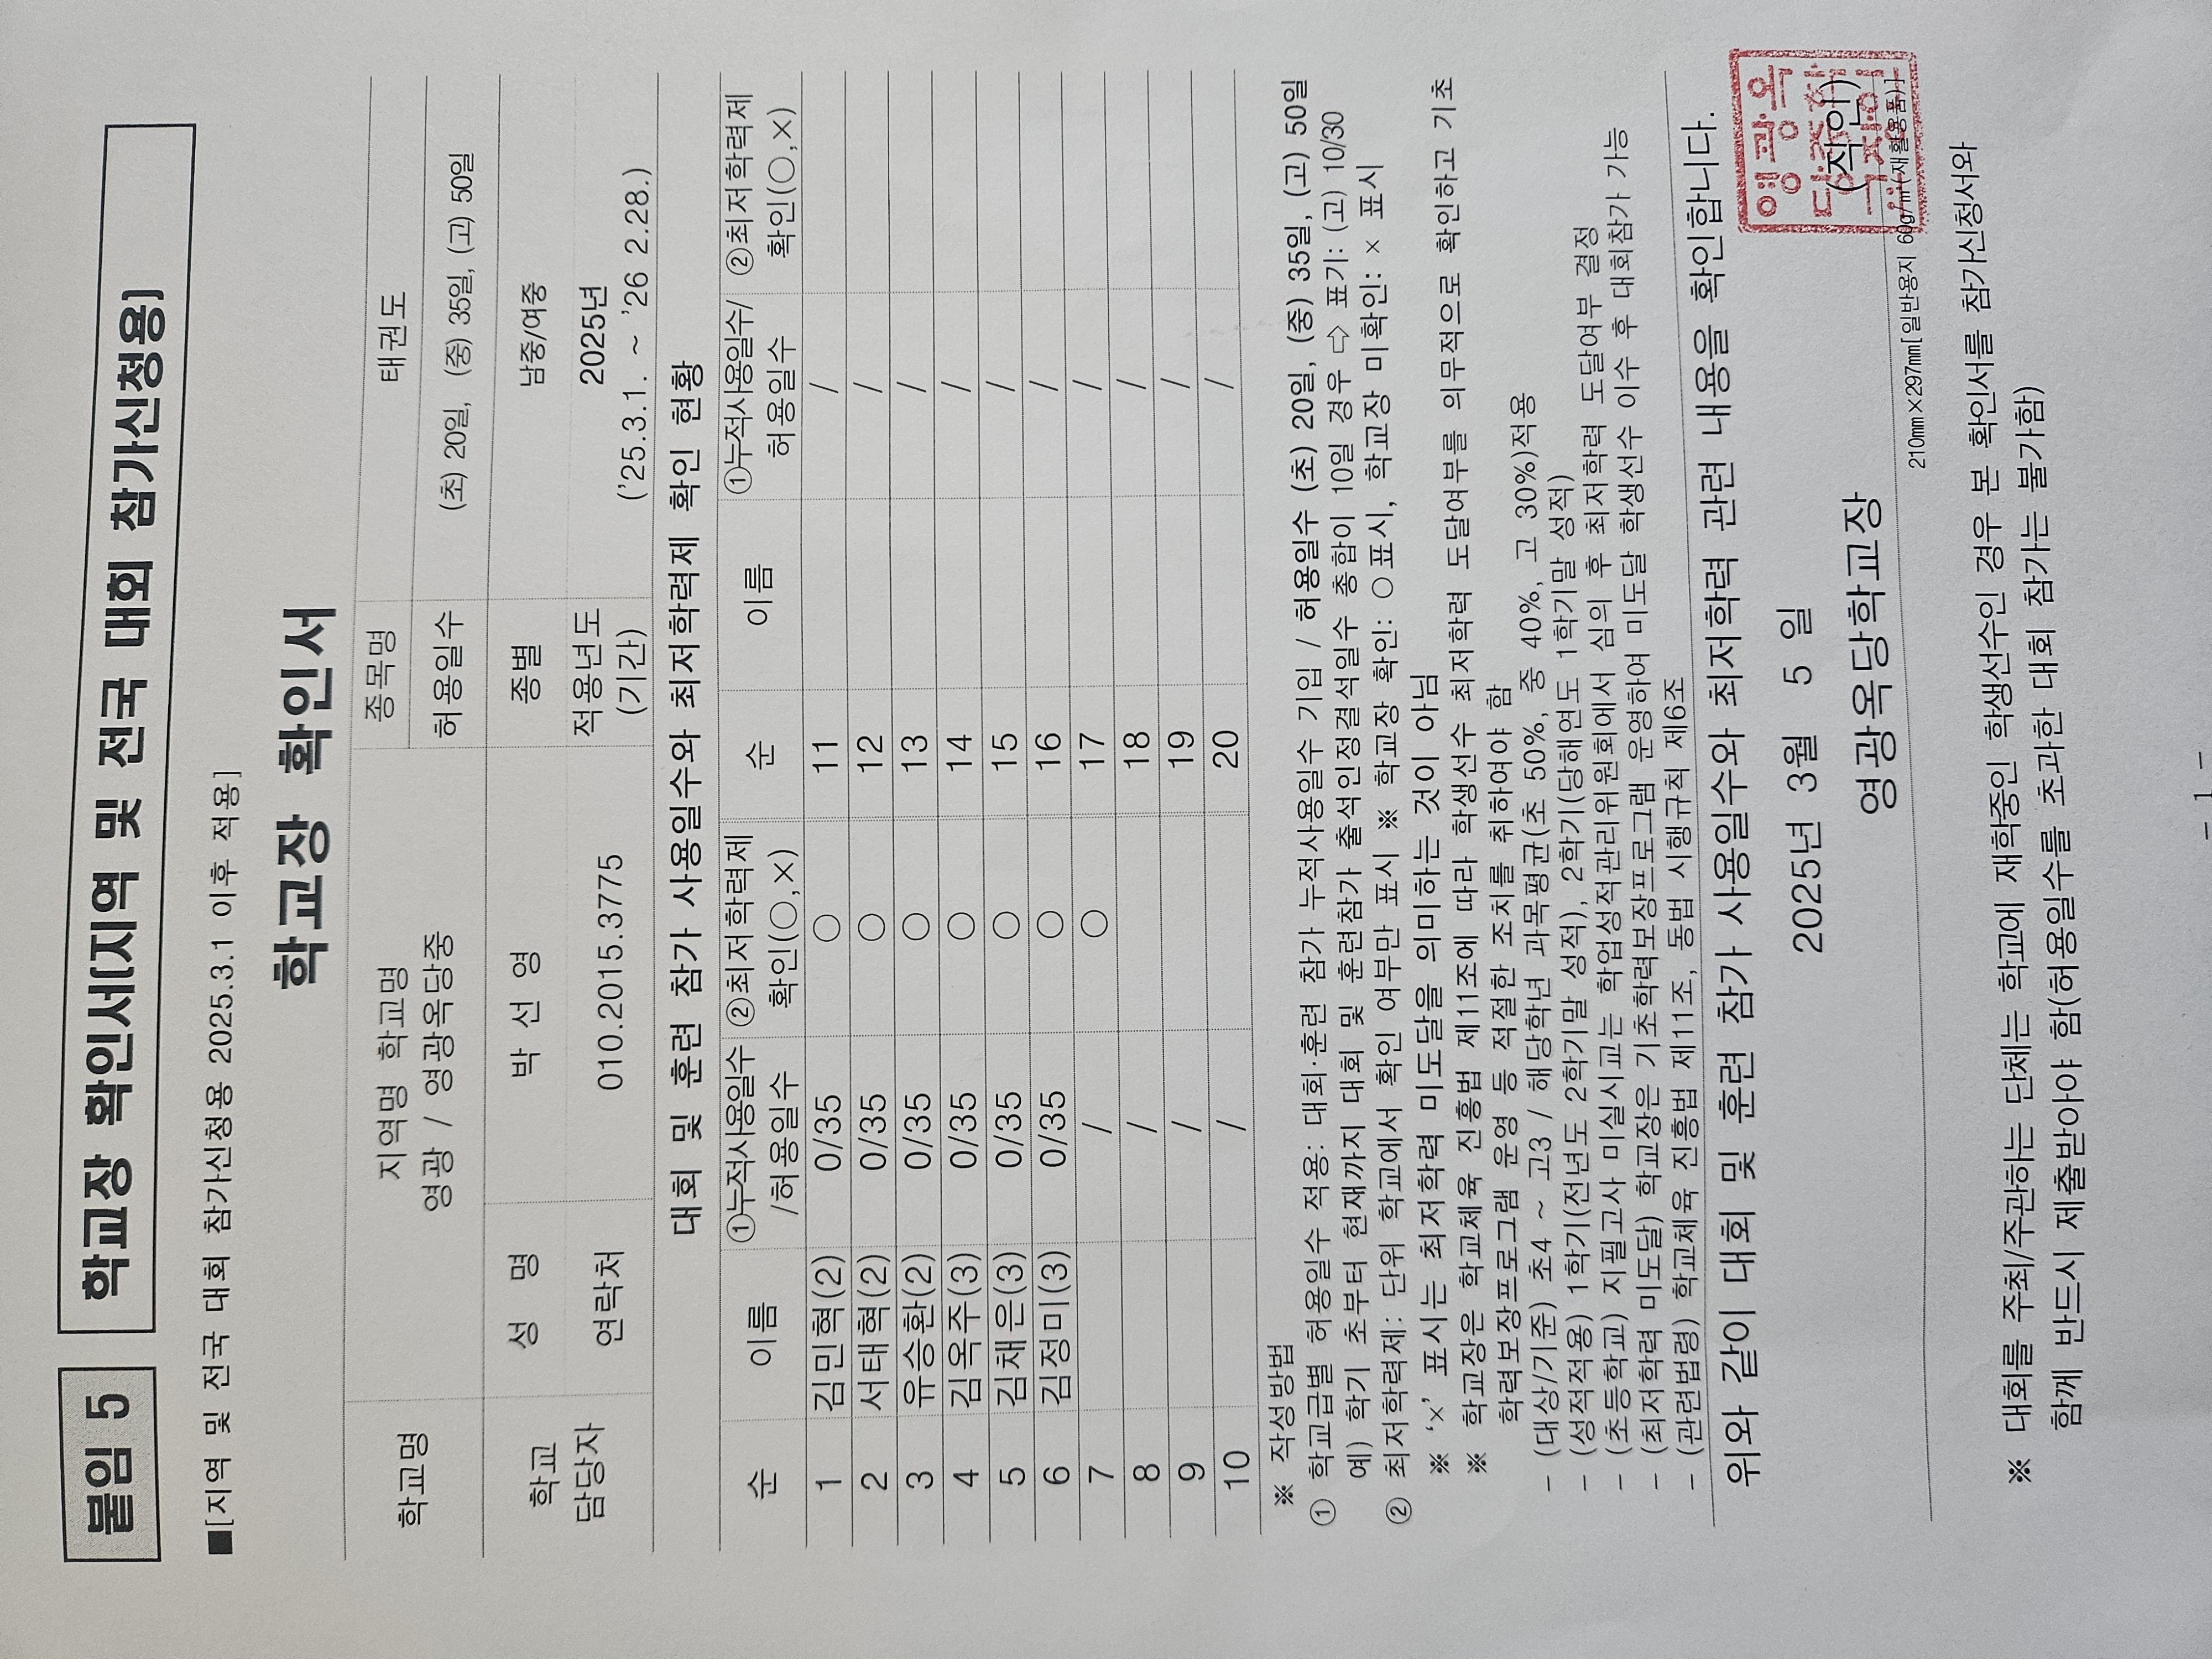 붙임 5 학교장 확인서[지역 및 전국 대회 참가신청용]
■[지역 및 전국 대회 참가신청용 2025.3.1 이후 적용]
학교장 확인서
학교명 지역명 학교명 종목명 태권도
영광 / 영광옥당중 허용일수 (초) 20일, (중) 35일, (고) 50일
학교 담당자 성 명 박 선 영 종별 남중/여중
연락처 010.2015.3775 적용년도 (기간) 2025년
('25.3.1. ~ '26 2.28.)
대회 및 훈련 참가 사용일수와 최저학력제 확인 현황
순 이름 ①누적사용일수 /허용일수 ②최저학력제 확인(○,×) 순 이름 ①누적사용일수/ 허용일수 ②최저학력제 확인(○,×)
1 김민혁(2) 0/35 ○ 11 /
2 서태혁(2) 0/35 ○ 12 /
3 유승환(2) 0/35 ○ 13 /
4 김옥주(3) 0/35 ○ 14 /
5 김채은(3) 0/35 ○ 15 /
6 김정미(3) 0/35 ○ 16 /
7 / ○ 17 /
8 / 18 /
9 / 19 /
10 / 20 /
※ 작성방법
① 학교급별 허용일수 적용: 대회·훈련 참가 누적사용일수 기입 / 허용일수 (초) 20일, (중) 35일, (고) 50일
예) 학기 초부터 현재까지 대회 및 훈련참가 출석인정결석일수 총합이 10일 경우 ⇨ 표기: (고) 10/30
② 최저학력제: 단위 학교에서 확인 여부만 표시 ※ 학교장 확인: ○ 표시, 학교장 미확인: × 표시
※ '×' 표시는 최저학력 미도달을 의미하는 것이 아님
※ 학교장은 학교체육 진흥법 제11조에 따라 학생선수 최저학력 도달여부를 의무적으로 확인하고 기초
학력보장프로그램 운영 등 적절한 조치를 취하여야 함
- (대상/기준) 초4 ~ 고3 / 해당학년 과목평균(초 50%, 중 40%, 고 30%)적용
- (성적적용) 1학기(전년도 2학기말 성적), 2학기(당해연도 1학기말 성적)
- (초등학교) 지필고사 미실시교는 학업성적관리위원회에서 심의 후 최저학력 도달여부 결정
- (최저학력 미도달) 학교장은 기초학력보장프로그램 운영하여 미도달 학생선수 이수 후 대회참가 가능
- (관련법령) 학교체육 진흥법 제11조, 동법 시행규칙 제6조
위와 같이 대회 및 훈련 참가 사용일수와 최저학력 관련 내용을 확인합니다.
2025년 3월 5 일
영광옥당중학교장 (직인)
210mm×297mm[일반용지 60g/㎡(재활용품)]
※ 대회를 주최/주관하는 단체는 학교에 재학중인 학생선수인 경우 본 확인서를 참가신청서와
함께 반드시 제출받아야 함(허용일수를 초과한 대회 참가는 불가함)
- 1 -